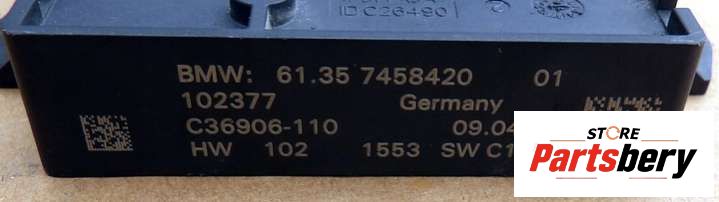 ID C26490
BMW: 61.35 7458420 01
102377 Germany
C36906-110 09.04
HW 102 1553 SW C1
STORE
Partsbery